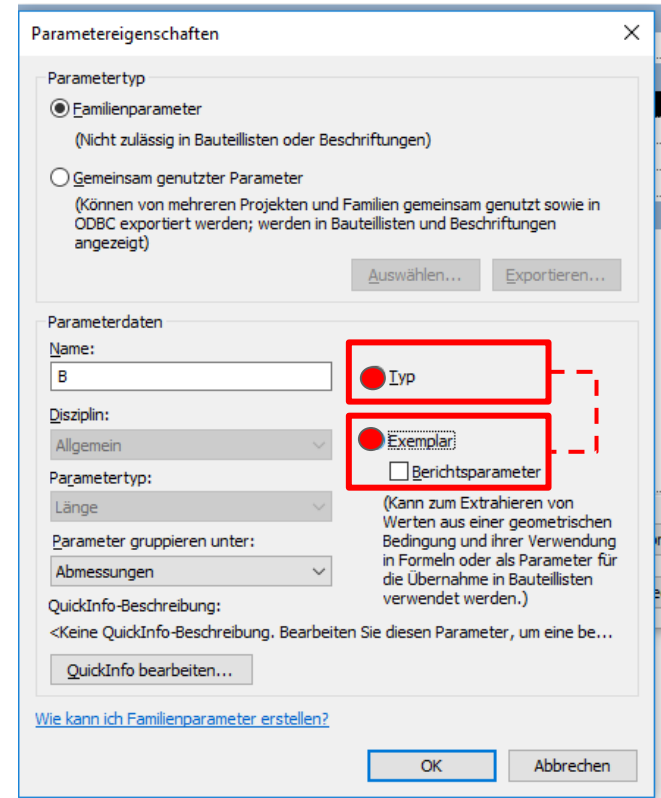 Parametereigenschaften
Parametertyp
Familienparameter
(Nicht zulässig in Bauteillisten oder Beschriftungen)
Gemeinsam genutzter Parameter
(Können von mehreren Projekten und Familien gemeinsam genutzt sowie in
ODBC exportiert werden; werden in Bauteillisten und Beschriftungen
angezeigt)
Auswählen...
Exportieren...
Parameterdaten
Name:
B
Typ
Disziplin:
Allgemein
Exemplar
Berichtsparameter
Parametertyp:
Länge
(Kann zum Extrahieren von
Werten aus einer geometrischen
Bedingung und ihrer Verwendung
in Formeln oder als Parameter für
die Übernahme in Bauteillisten
verwendet werden.)
Parameter gruppieren unter:
Abmessungen
QuickInfo-Beschreibung:
<Keine QuickInfo-Beschreibung. Bearbeiten Sie diesen Parameter, um eine be...
QuickInfo bearbeiten...
Wie kann ich Familienparameter erstellen?
OK
Abbrechen